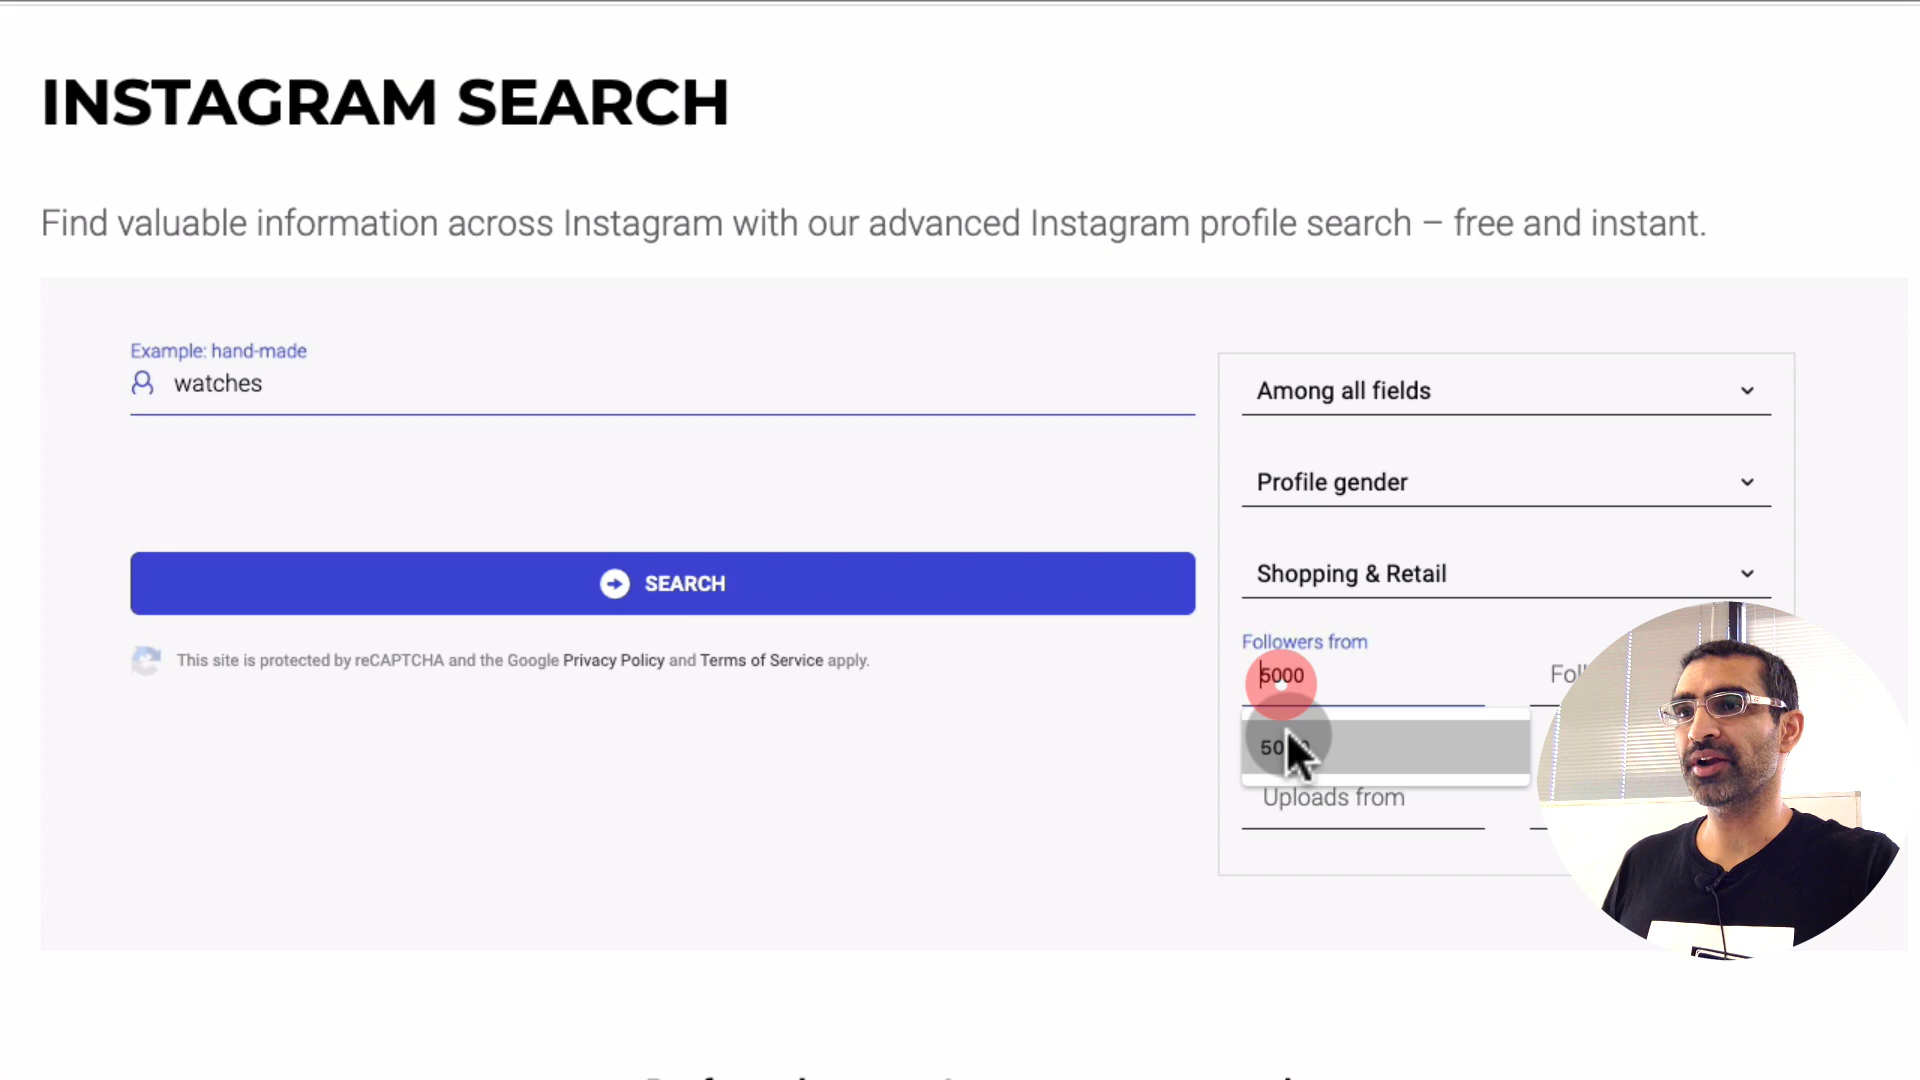 INSTAGRAM SEARCH
Find valuable information across Instagram with our advanced Instagram profile search – free and instant.
Example: hand-made
watches
Among all fields
Profile gender
SEARCH
Shopping & Retail
This site is protected by reCAPTCHA and the Google Privacy Policy and Terms of Service apply.
Followers from
5000
Uploads from